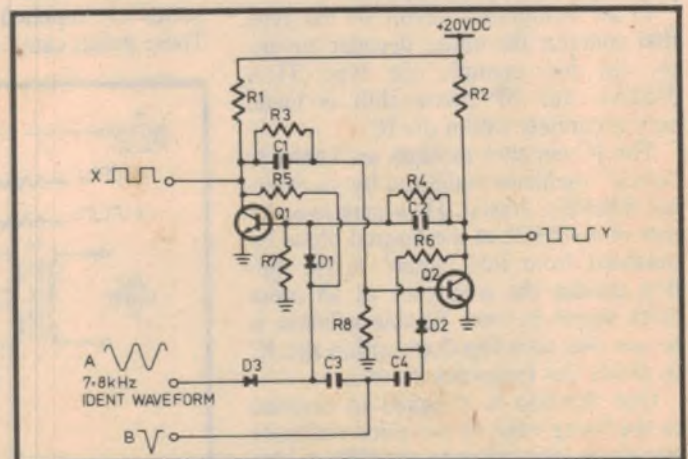 +20VDC
R1
R2
R3
C1
R4
X
R5
C2
Q1
R6
Y
R7
D1
Q2
R8
D2
A
D3
C3
C4
7·8kHz
IDENT WAVEFORM
B